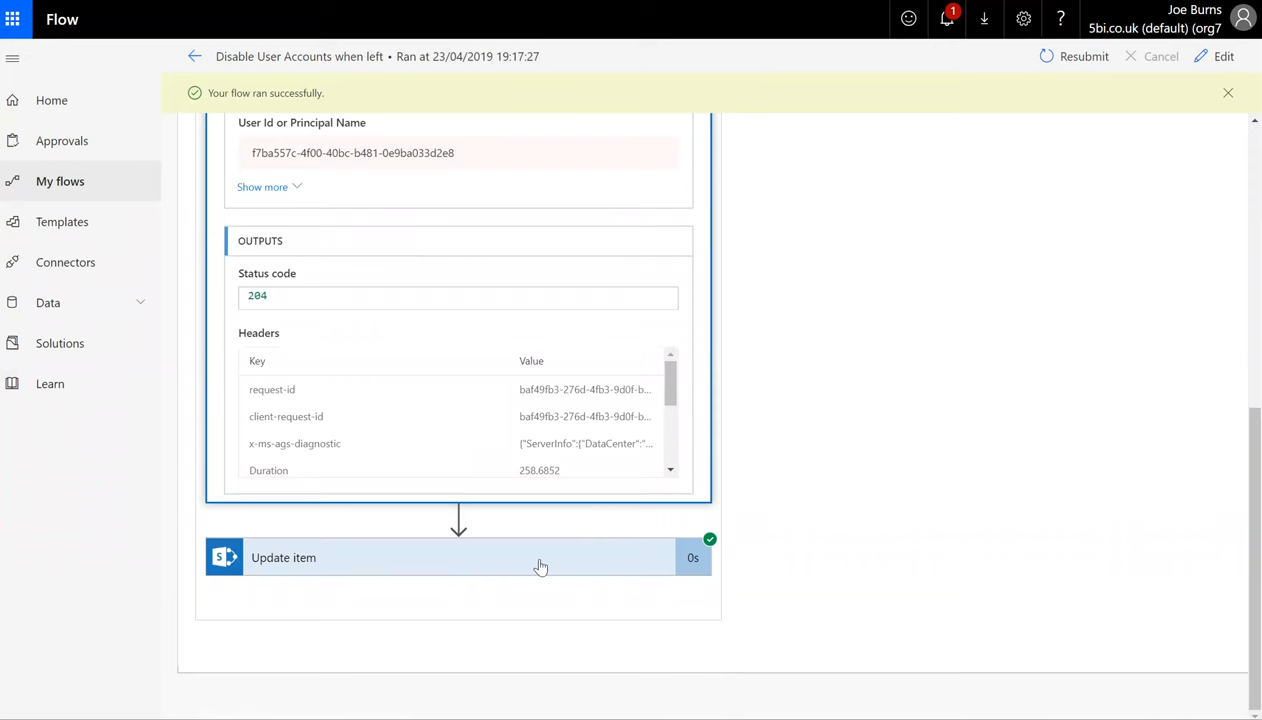 Flow
1
?
Joe Burns
5bi.co.uk (default) (org7
Disable User Accounts when left • Ran at 23/04/2019 19:17:27
Resubmit
Cancel
Edit
Your flow ran successfully.
Home
Approvals
My flows
Templates
Connectors
Data
Solutions
Learn
User Id or Principal Name
f7ba557c-4f00-40bc-b481-0e9ba033d2e8
Show more
OUTPUTS
Status code
204
Headers
Key Value
request-id baf49fb3-276d-4fb3-9d0f-b...
client-request-id baf49fb3-276d-4fb3-9d0f-b...
x-ms-ags-diagnostic {"ServerInfo":{"DataCenter":"...
Duration 258.6852
S
Update item
0s